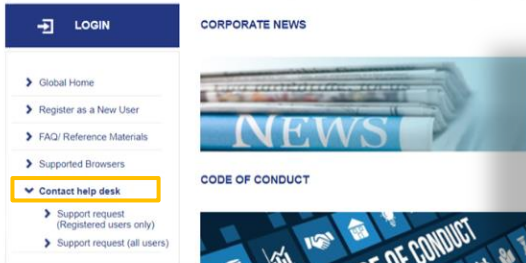 LOGIN
Global Home
Register as a New User
FAQ/ Reference Materials
Supported Browsers
Contact help desk
Support request
(Registered users only)
Support request (all users)
CORPORATE NEWS
NEWS
CODE OF CONDUCT
OF CONDUCT